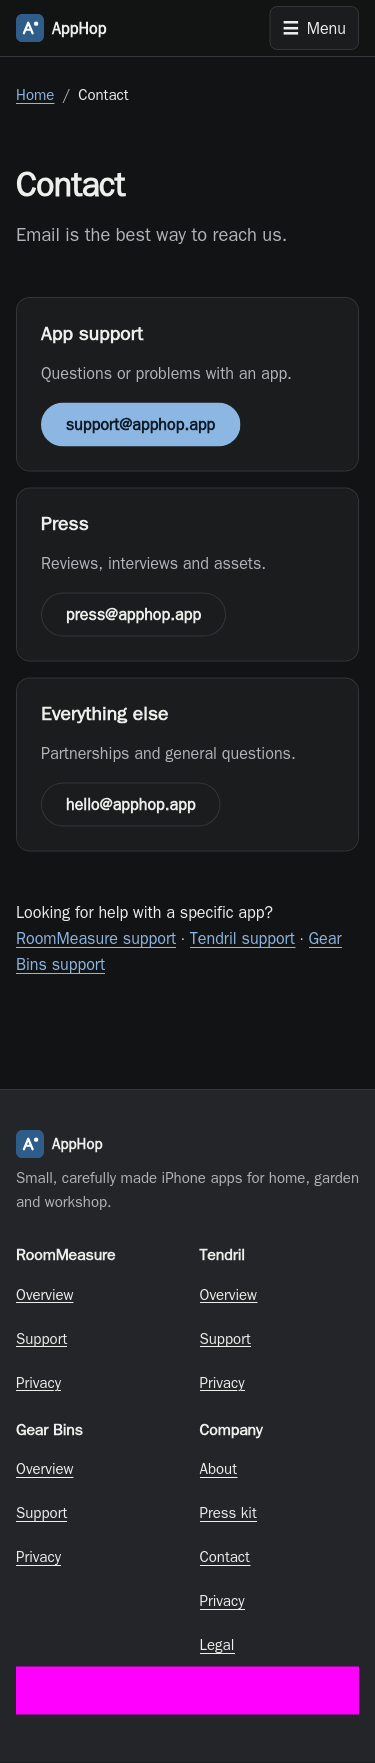 AppHop
☰ Menu
Home / Contact
Contact
Email is the best way to reach us.
App support
Questions or problems with an app.
support@apphop.app
Press
Reviews, interviews and assets.
press@apphop.app
Everything else
Partnerships and general questions.
hello@apphop.app
Looking for help with a specific app?
RoomMeasure support · Tendril support · Gear
Bins support
AppHop
Small, carefully made iPhone apps for home, garden
and workshop.
RoomMeasure
Overview
Support
Privacy
Tendril
Overview
Support
Privacy
Gear Bins
Overview
Support
Privacy
Company
About
Press kit
Contact
Privacy
Legal